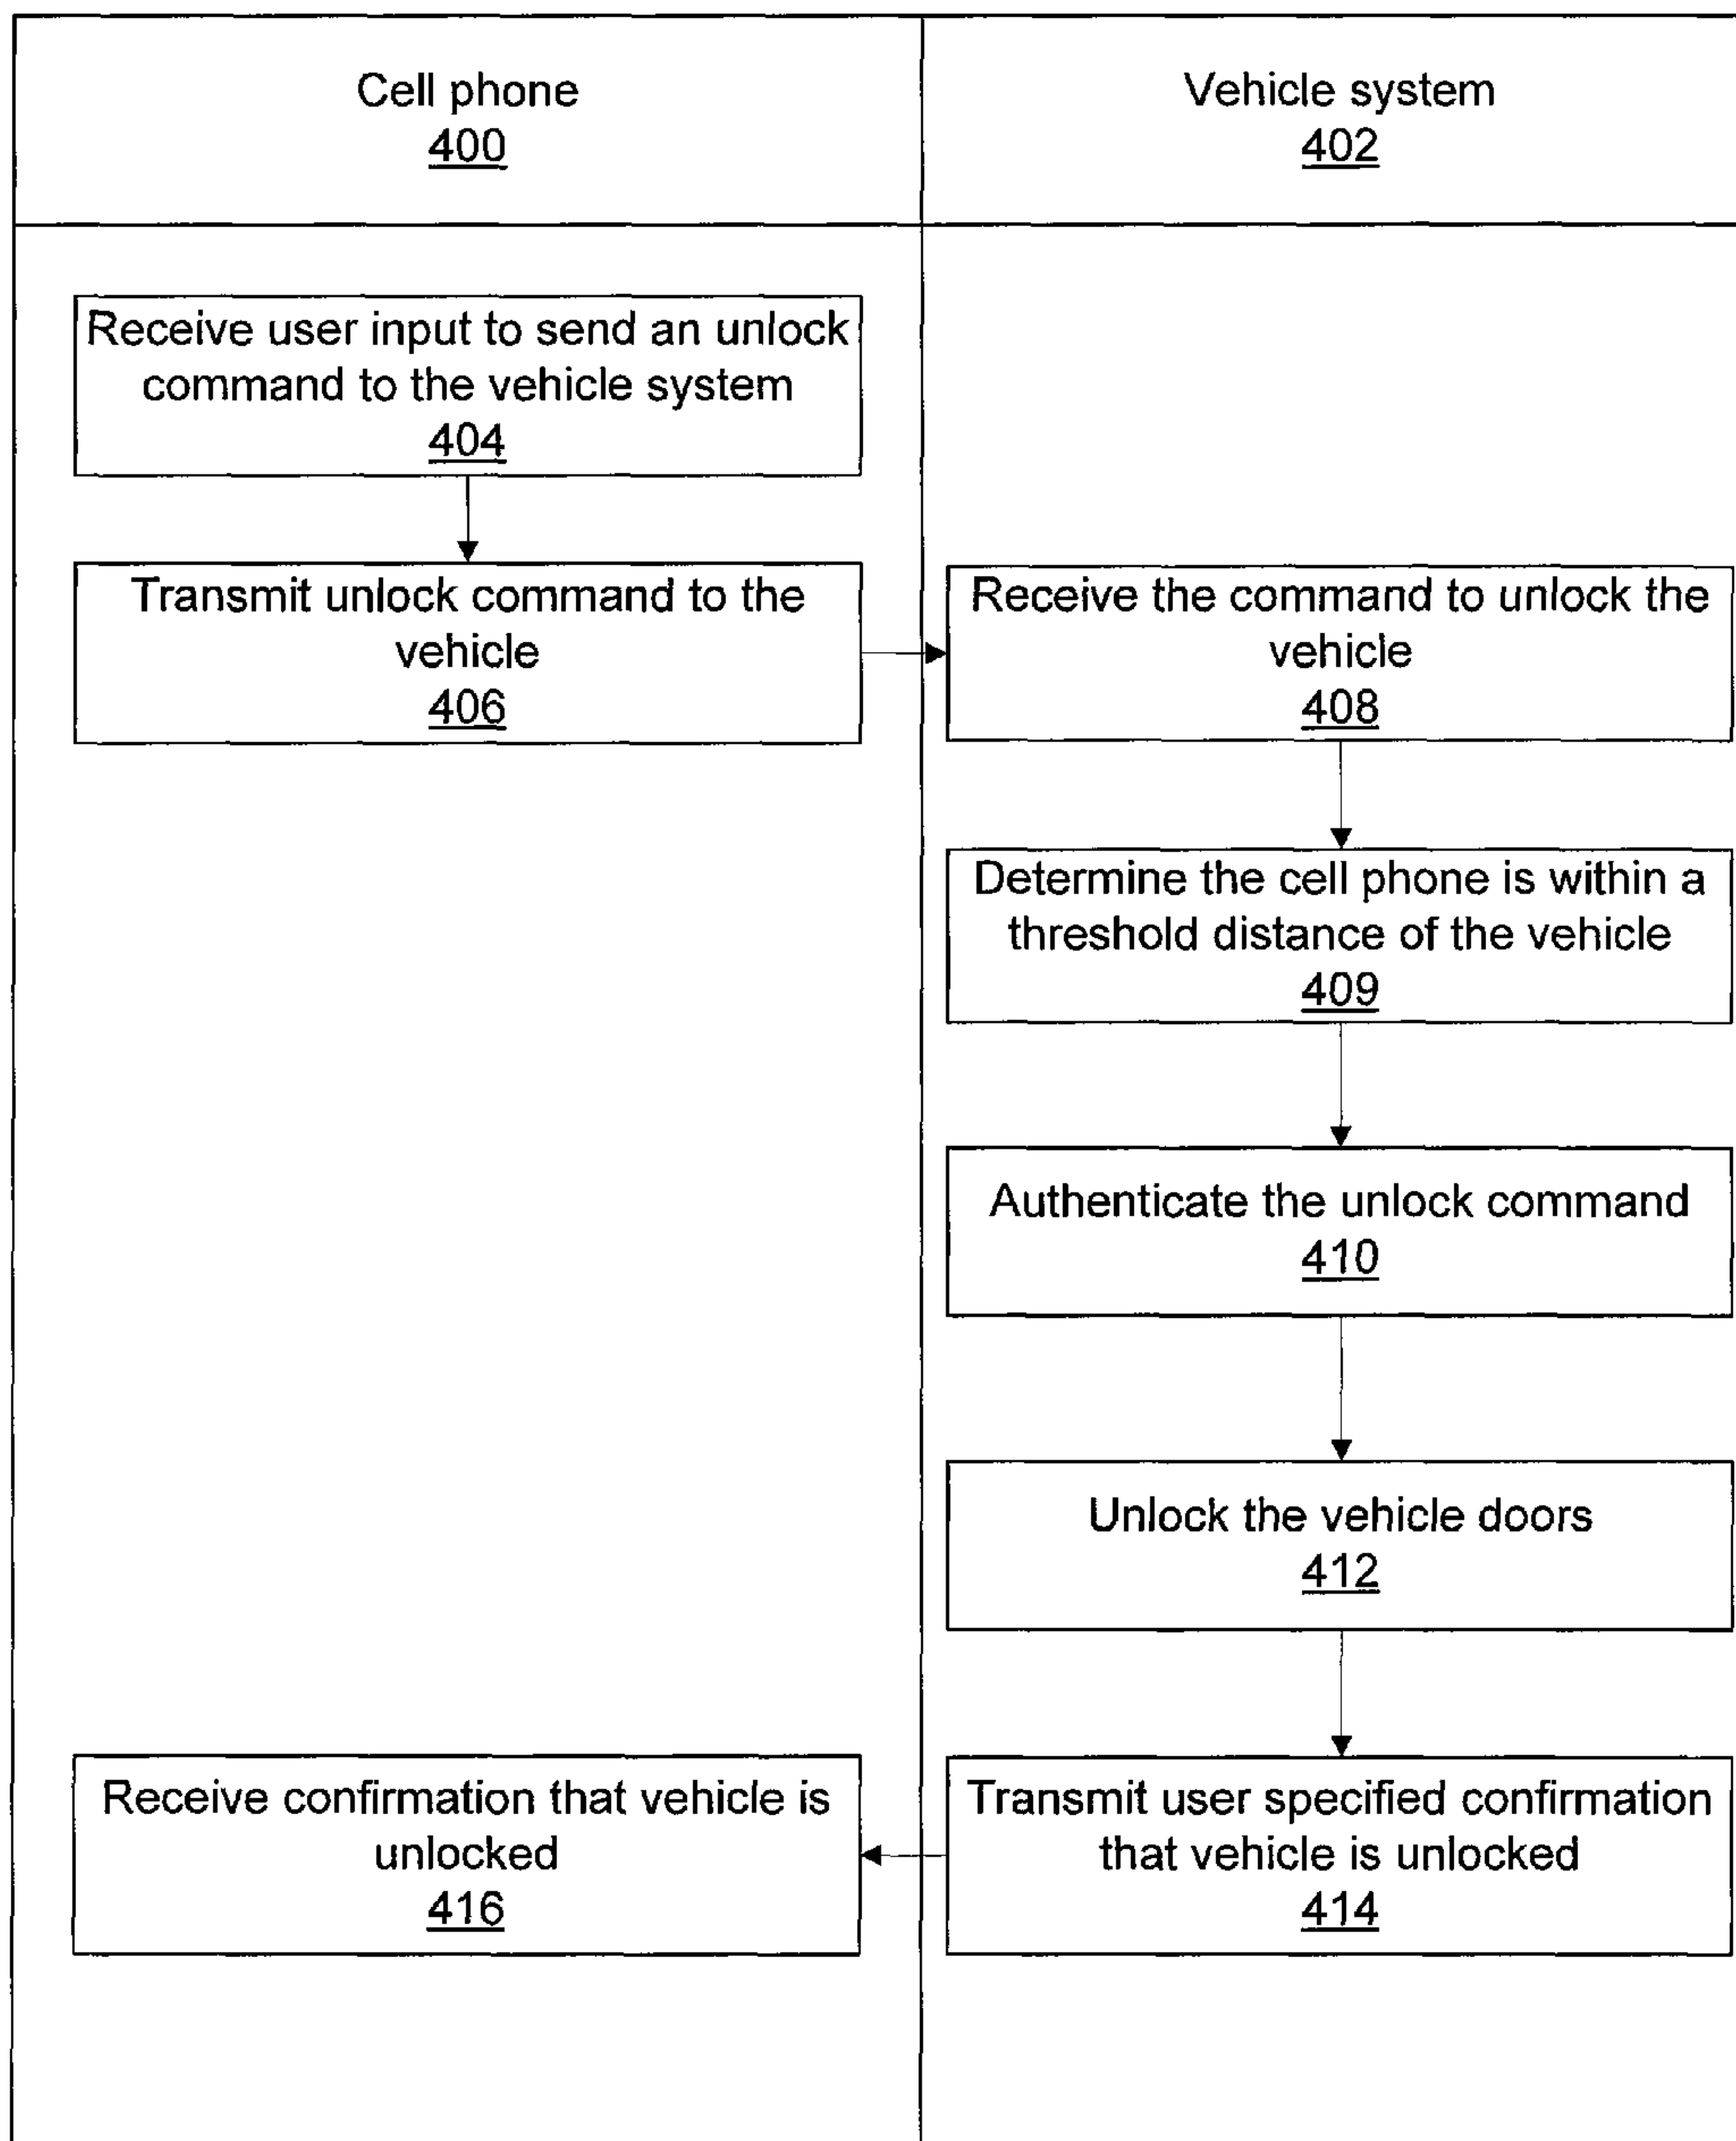 Cell phone
400
Vehicle system
402
Receive user input to send an unlock
command to the vehicle system
404
Transmit unlock command to the
vehicle
406
Receive the command to unlock the
vehicle
408
Determine the cell phone is within a
threshold distance of the vehicle
409
Authenticate the unlock command
410
Unlock the vehicle doors
412
Transmit user specified confirmation
that vehicle is unlocked
414
Receive confirmation that vehicle is
unlocked
416